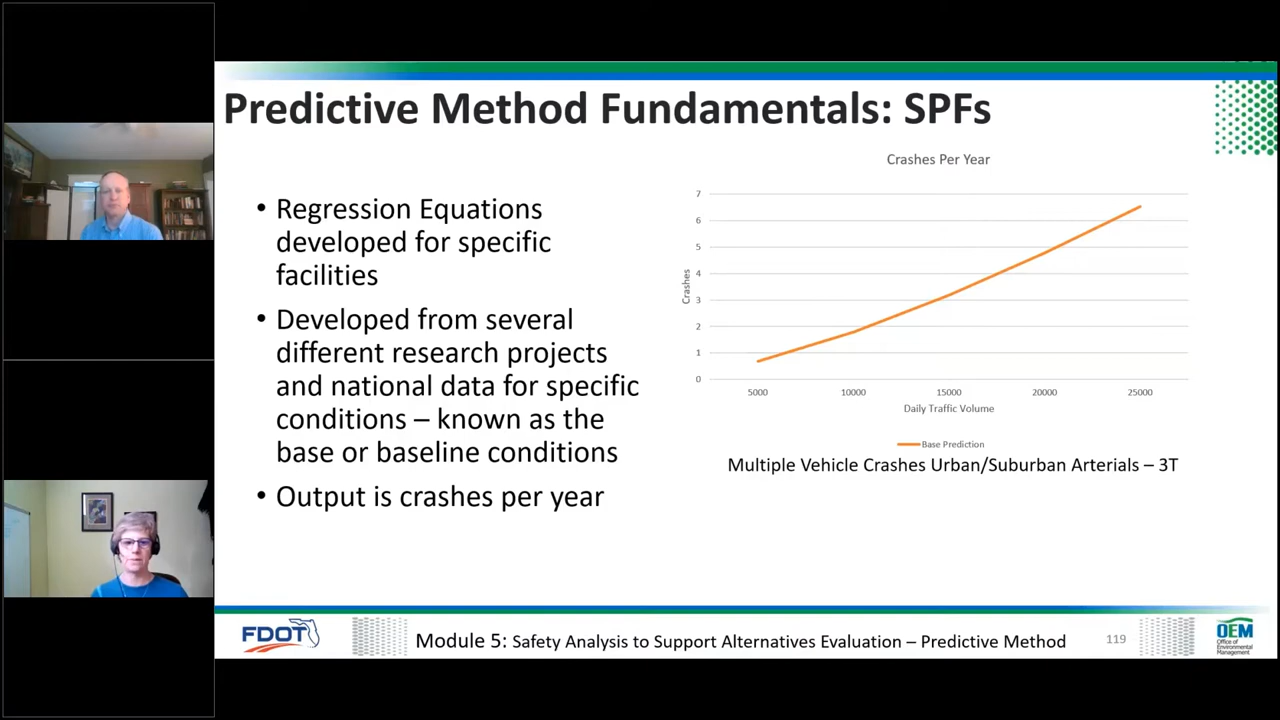 Predictive Method Fundamentals: SPFs
• Regression Equations
developed for specific
facilities
• Developed from several
different research projects
and national data for specific
conditions – known as the
base or baseline conditions
• Output is crashes per year
Crashes Per Year
Crashes
7
6
5
4
3
2
1
0
5000 10000 15000 20000 25000
Daily Traffic Volume
Base Prediction
Multiple Vehicle Crashes Urban/Suburban Arterials – 3T
FDOT
Module 5: Safety Analysis to Support Alternatives Evaluation – Predictive Method
119
OEM
Office of
Environmental
Management